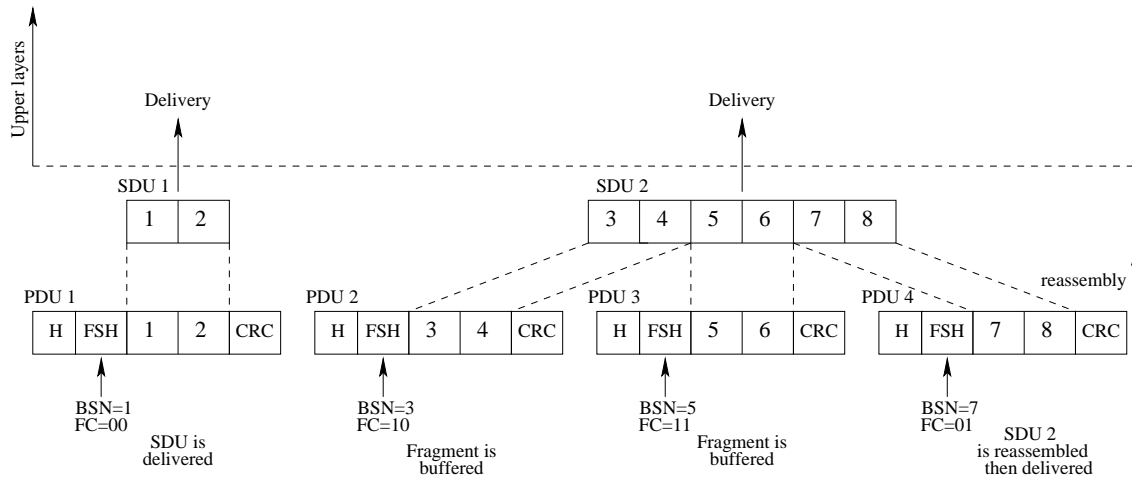 Upper layers
Delivery
Delivery
SDU 1
SDU 2
1 2
3 4 5 6 7 8
reassembly
PDU 1
PDU 2
PDU 3
PDU 4
H FSH 1 2 CRC
H FSH 3 4 CRC
H FSH 5 6 CRC
H FSH 7 8 CRC
BSN=1
FC=00
SDU is
delivered
BSN=3
FC=10
Fragment is
buffered
BSN=5
FC=11
Fragment is
buffered
BSN=7
FC=01
SDU 2
is reassembled
then delivered